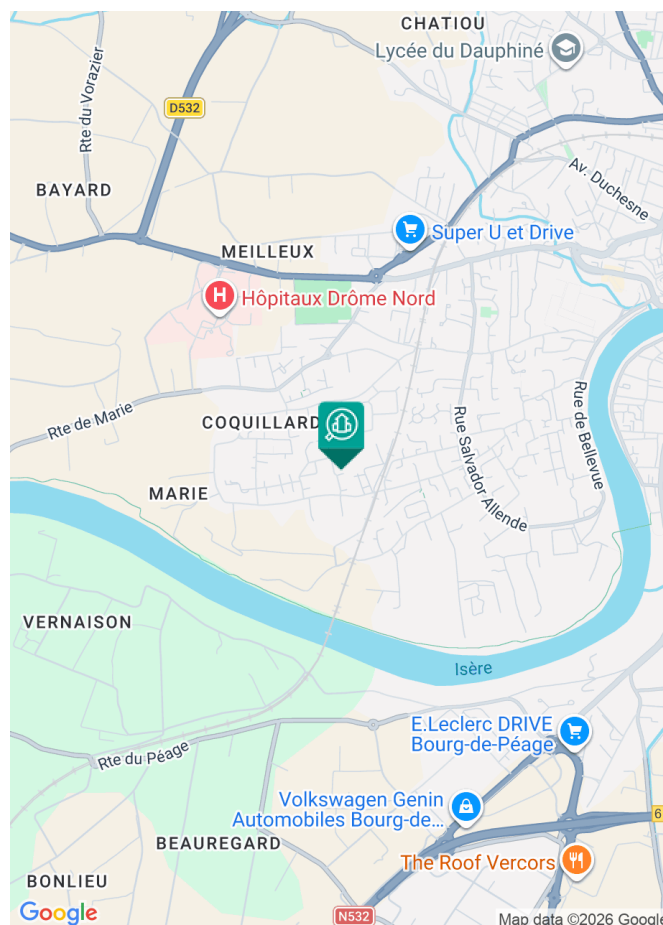 CHATIOU
Lycée du Dauphiné
Rte du Vorazier
D532
Av. Duchesne
BAYARD
Super U et Drive
MEILLEUX
H
Hôpitaux Drôme Nord
Rte de Marie
COQUILLARD
Rue de Bellevue
Rue Salvador Allende
MARIE
VERNAISON
Isère
E.Leclerc DRIVE
Bourg-de-Péage
Rte du Péage
Volkswagen Genin
Automobiles Bourg-de...
6
BEAUREGARD
The Roof Vercors
BONLIEU
Google
N532
Map data ©2026 Google